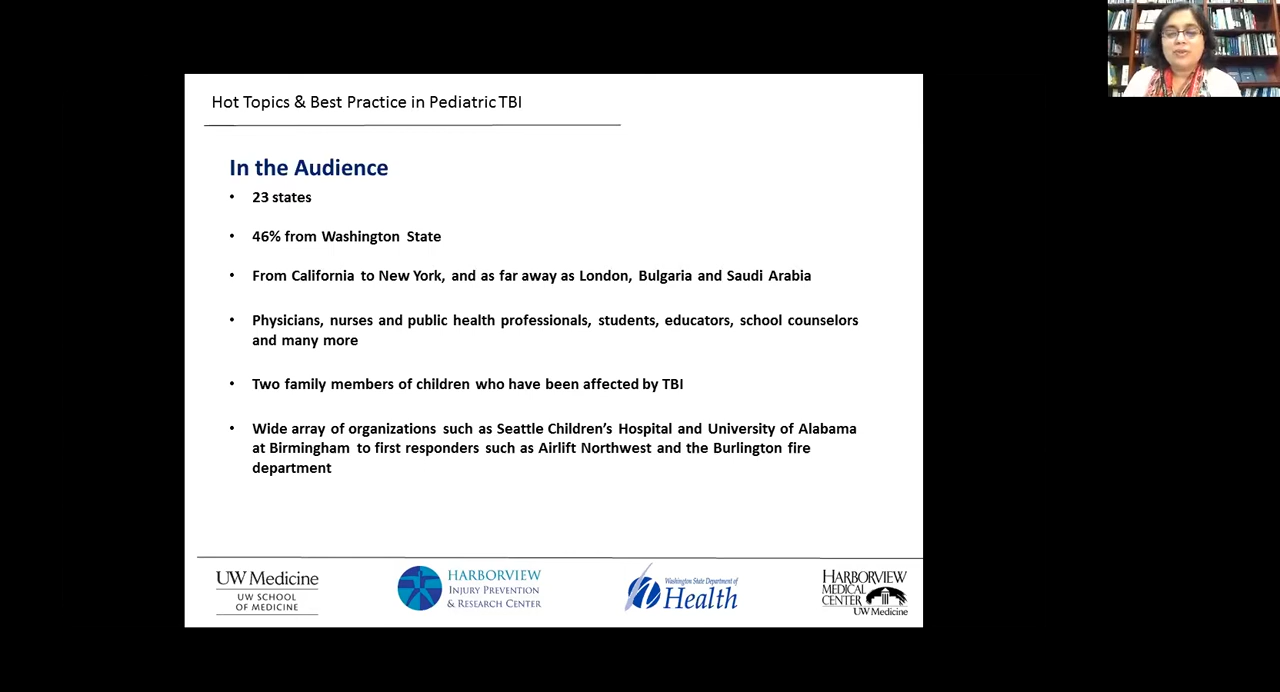 Hot Topics & Best Practice in Pediatric TBI
In the Audience
• 23 states
• 46% from Washington State
• From California to New York, and as far away as London, Bulgaria and Saudi Arabia
• Physicians, nurses and public health professionals, students, educators, school counselors
and many more
• Two family members of children who have been affected by TBI
• Wide array of organizations such as Seattle Children’s Hospital and University of Alabama
at Birmingham to first responders such as Airlift Northwest and the Burlington fire
department
UW Medicine
UW SCHOOL
OF MEDICINE
HARBORVIEW
INJURY PREVENTION
& RESEARCH CENTER
Washington State Department of
Health
HARBORVIEW
MEDICAL
CENTER
UW Medicine